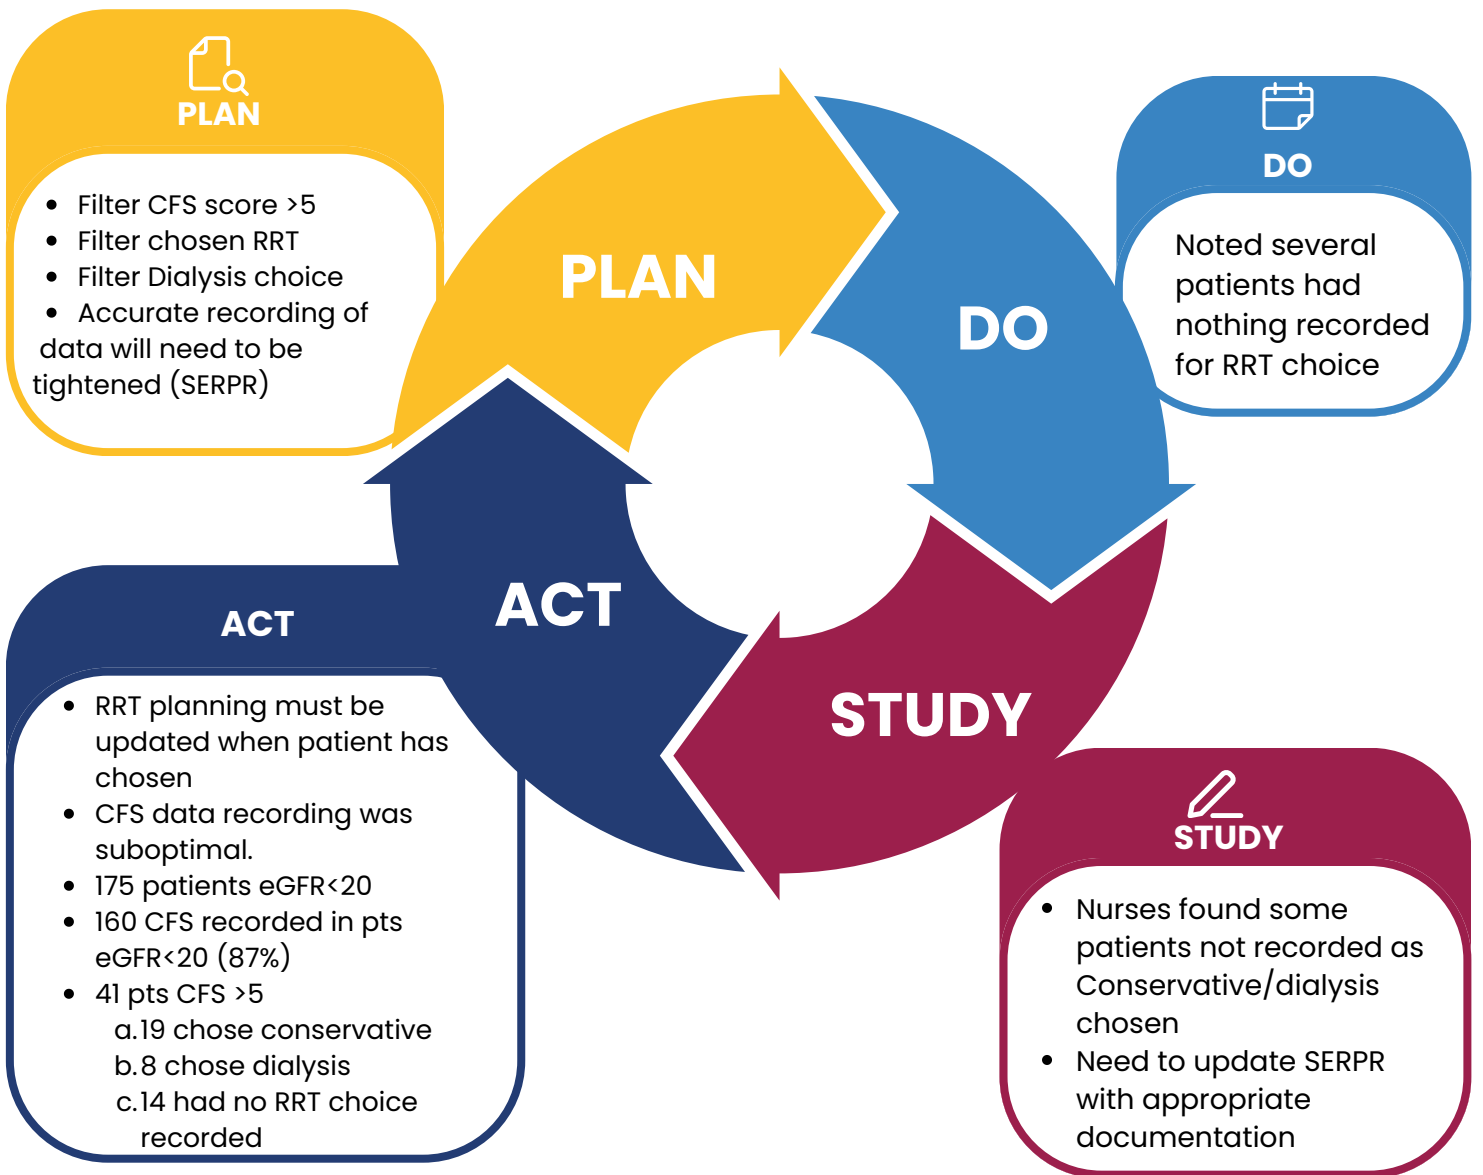 PLAN
• Filter CFS score >5
• Filter chosen RRT
• Filter Dialysis choice
• Accurate recording of
data will need to be
tightened (SERPR)
PLAN
DO
DO
Noted several
patients had
nothing recorded
for RRT choice
ACT
ACT
• RRT planning must be
updated when patient has
chosen
• CFS data recording was
suboptimal.
• 175 patients eGFR<20
• 160 CFS recorded in pts
eGFR<20 (87%)
• 41 pts CFS >5
a.19 chose conservative
b.8 chose dialysis
c.14 had no RRT choice
recorded
STUDY
STUDY
• Nurses found some
patients not recorded as
Conservative/dialysis
chosen
• Need to update SERPR
with appropriate
documentation